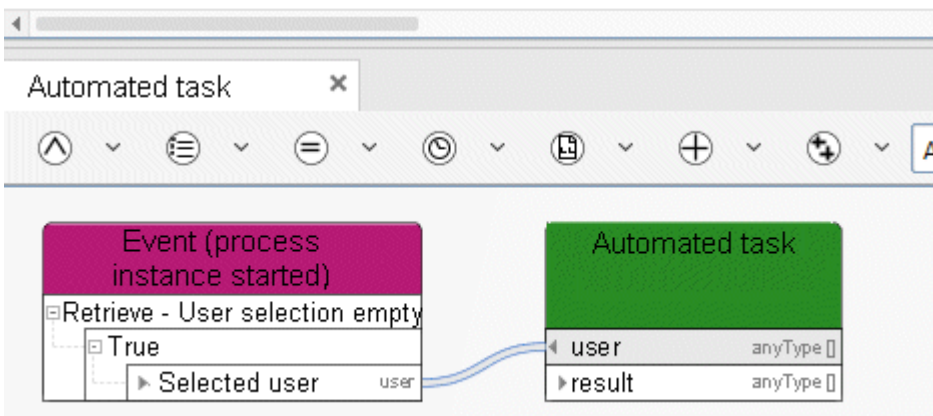 Automated task
A
Event (process
instance started)
Automated task
Retrieve - User selection empty
True
Selected user user
user anyType []
result anyType []